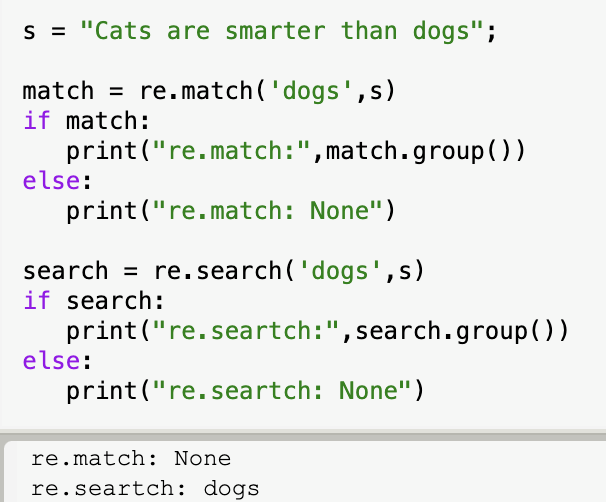 s = "Cats are smarter than dogs";
match = re.match('dogs',s)
if match:
   print("re.match:",match.group())
else:
   print("re.match: None")
search = re.search('dogs',s)
if search:
   print("re.seartch:",search.group())
else:
   print("re.seartch: None")
re.match: None
re.seartch: dogs